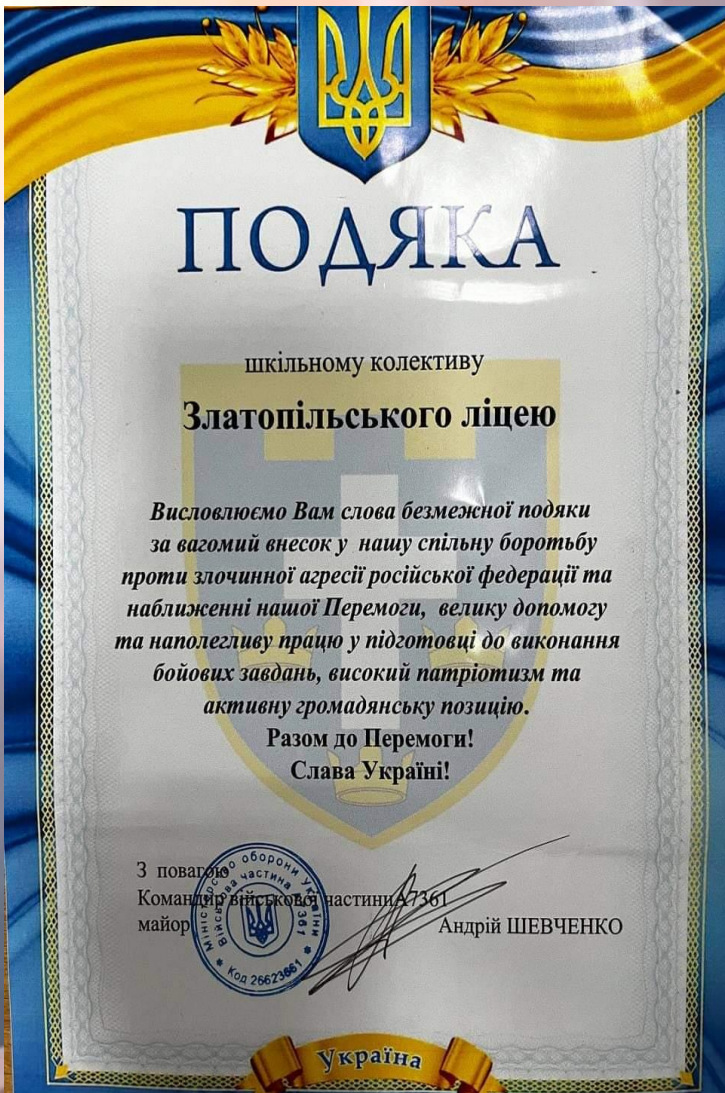 ПОДЯКА
шкільному колективу
Златопільського ліцею
Висловлюємо Вам слова безмежної подяки
за вагомий внесок у нашу спільну боротьбу
проти злочинної агресії російської федерації та
наближенні нашої Перемоги, велику допомогу
та наполегливу працю у підготовці до виконання
бойових завдань, високий патріотизм та
активну громадянську позицію.
Разом до Перемоги!
Слава Україні!
З повагою
Командир військової частини А7361
майор
Андрій ШЕВЧЕНКО
Міністерство оборони України
Військова частина А7361
Код 26623661
Україна